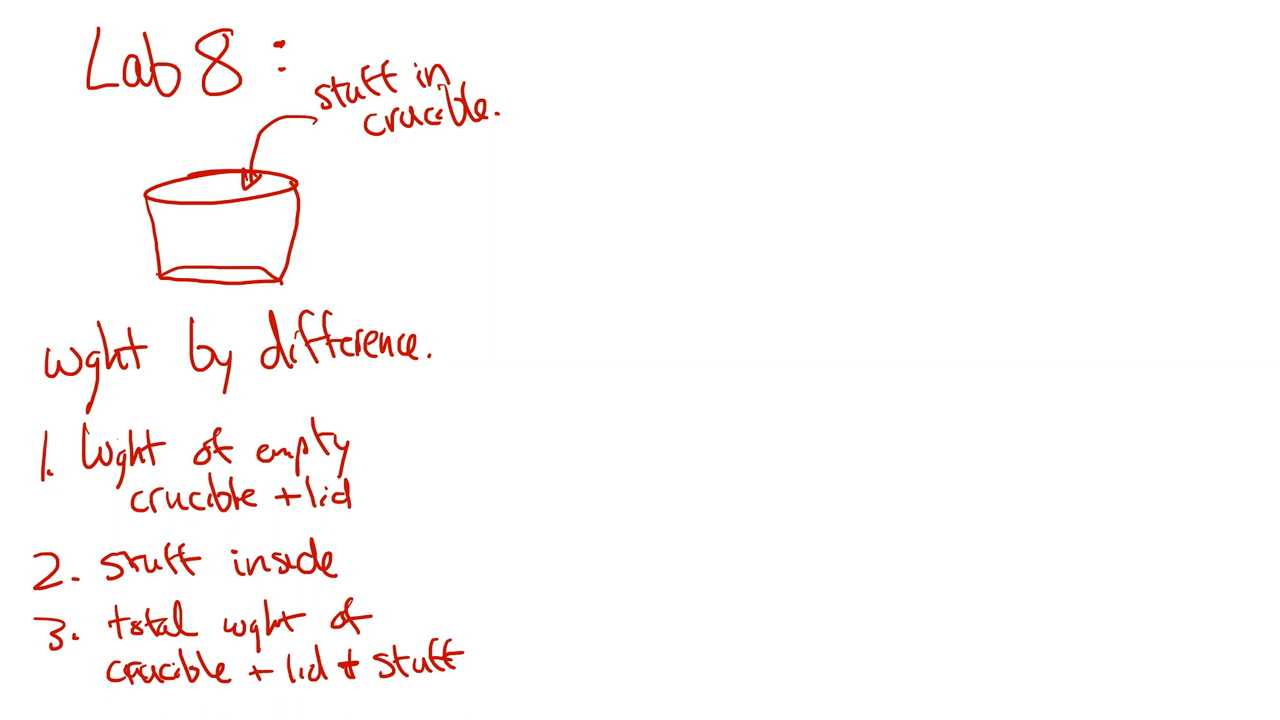 Lab 8 :
stuff in
crucible.
wght by difference.
1. Wght of empty
crucible + lid
2. stuff inside
3. total wght of
crucible + lid + stuff